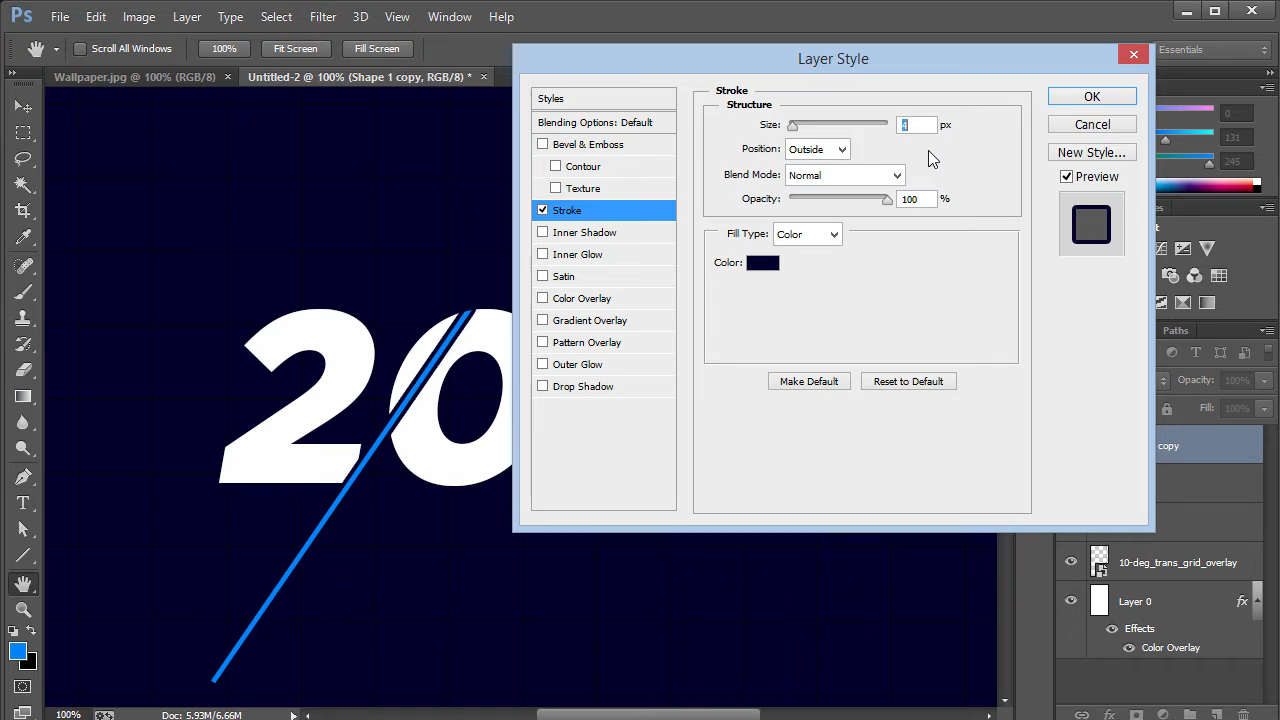 Ps File Edit Image Layer Type Select Filter 3D View Window Help
Scroll All Windows 100% Fit Screen Fill Screen Essentials
Wallpaper.jpg @ 100% (RGB/8) × Untitled-2 @ 100% (Shape 1 copy, RGB/8) * ×
Layer Style
Styles
Blending Options: Default
Bevel & Emboss
Contour
Texture
Stroke
Inner Shadow
Inner Glow
Satin
Color Overlay
Gradient Overlay
Pattern Overlay
Outer Glow
Drop Shadow
Stroke
Structure
Size: 4 px
Position: Outside
Blend Mode: Normal
Opacity: 100 %
Fill Type: Color
Color:
Make Default Reset to Default
OK
Cancel
New Style...
Preview
0
131
245
20
Paths
Opacity: 100%
Fill: 100%
copy
10-deg_trans_grid_overlay
Layer 0 fx
Effects
Color Overlay
100% Doc: 5.93M/6.66M